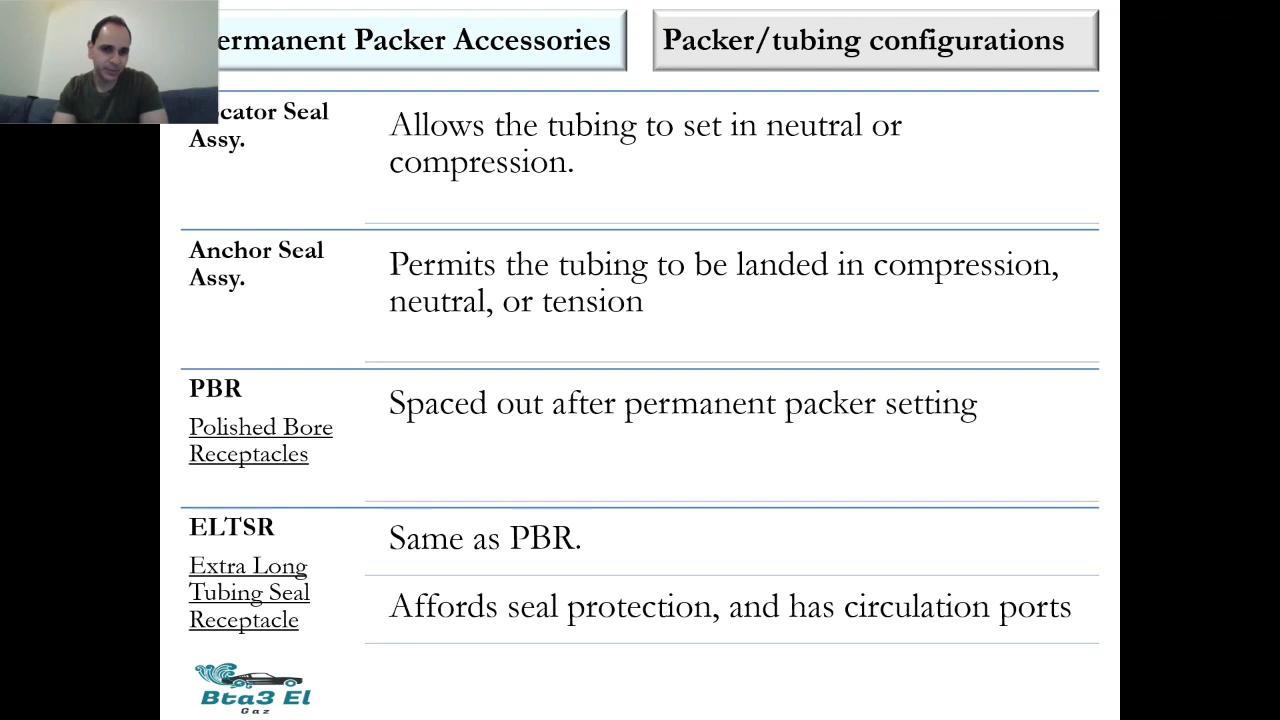 ermanent Packer Accessories
Packer/tubing configurations
cator Seal
Assy.
Allows the tubing to set in neutral or
compression.
Anchor Seal
Assy.
Permits the tubing to be landed in compression,
neutral, or tension
PBR
Polished Bore
Receptacles
Spaced out after permanent packer setting
ELTSR
Extra Long
Tubing Seal
Receptacle
Same as PBR.
Affords seal protection, and has circulation ports
Bta3 El
Gaz